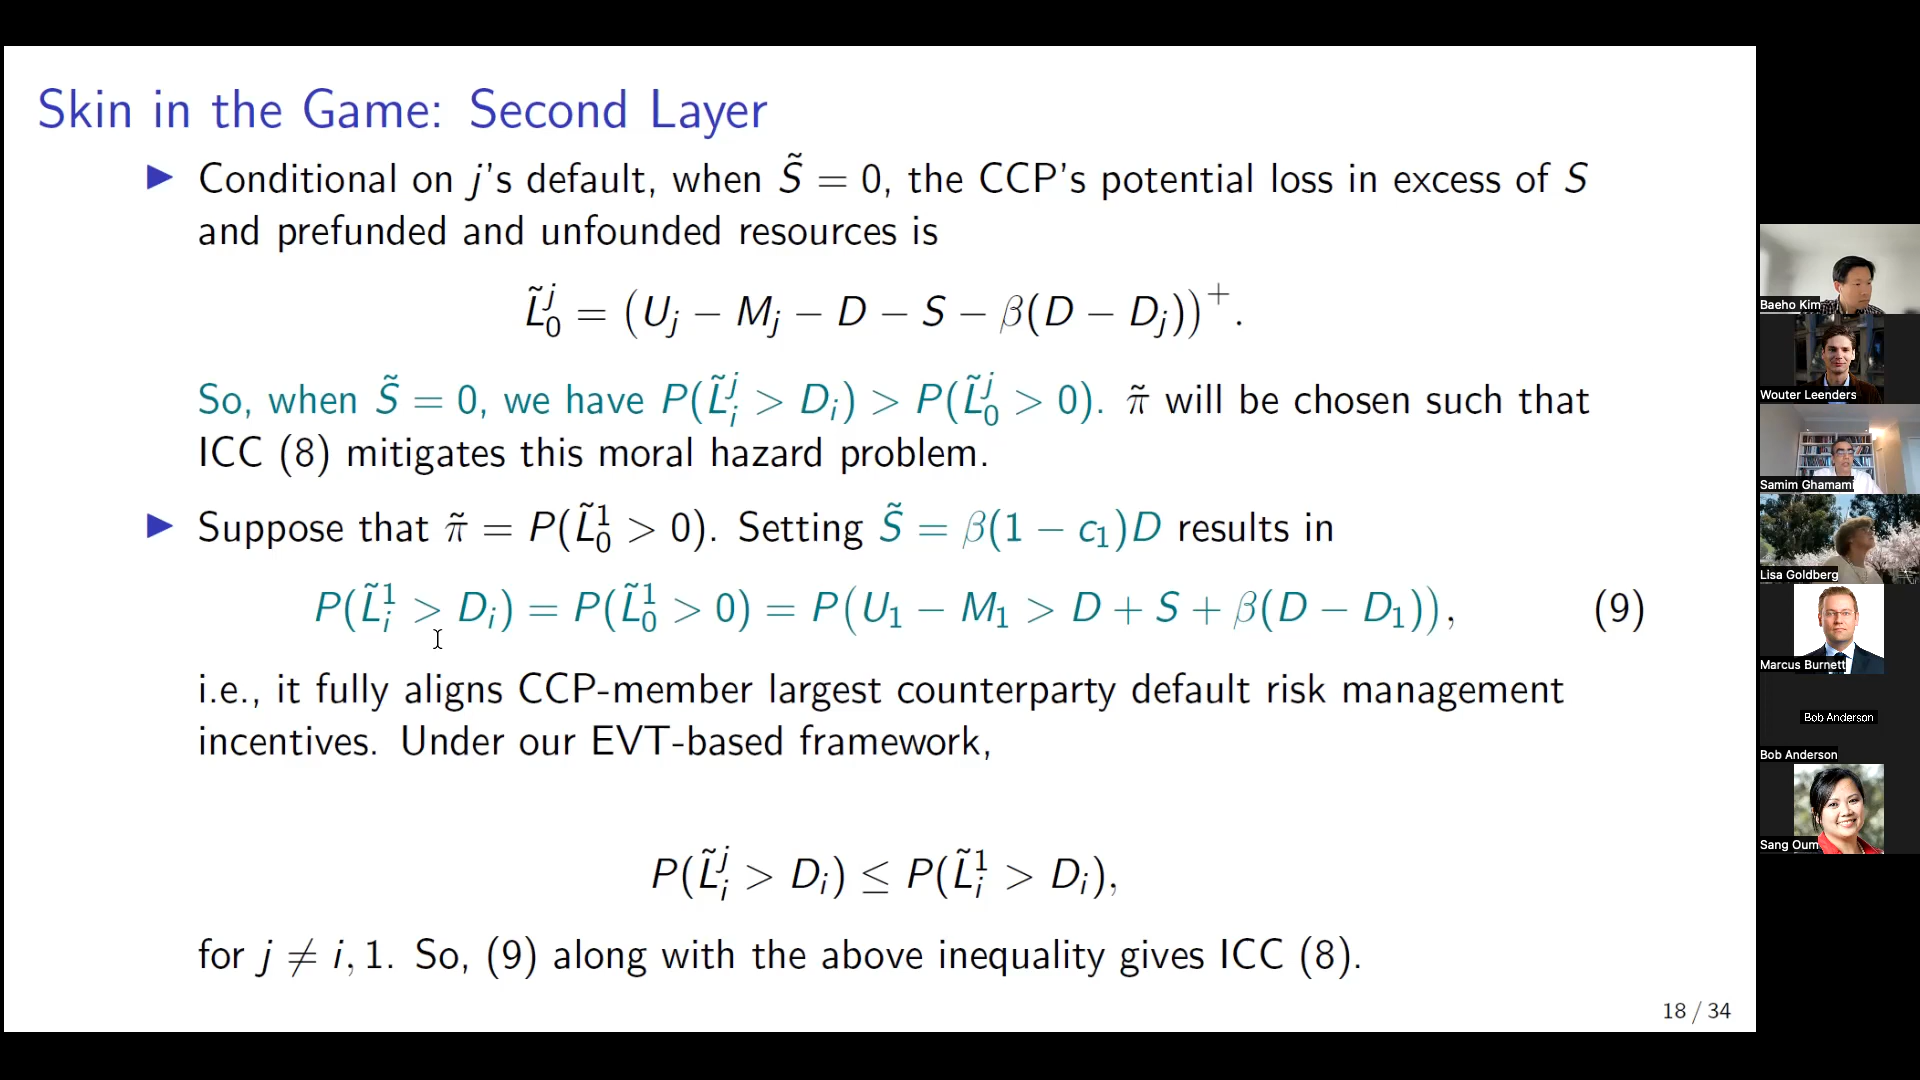 Skin in the Game: Second Layer
▶ Conditional on j's default, when S̃ = 0, the CCP's potential loss in excess of S
and prefunded and unfounded resources is
L̃₀ʲ = (Uⱼ − Mⱼ − D − S − β(D − Dⱼ))⁺.
So, when S̃ = 0, we have P(L̃ᵢʲ > Dᵢ) > P(L̃₀ʲ > 0). π̃ will be chosen such that
ICC (8) mitigates this moral hazard problem.
▶ Suppose that π̃ = P(L̃₀¹ > 0). Setting S̃ = β(1 − c₁)D results in
P(L̃ᵢ¹ > Dᵢ) = P(L̃₀¹ > 0) = P(U₁ − M₁ > D + S + β(D − D₁)), (9)
i.e., it fully aligns CCP-member largest counterparty default risk management
incentives. Under our EVT-based framework,
P(L̃ᵢʲ > Dᵢ) ≤ P(L̃ᵢ¹ > Dᵢ),
for j ≠ i, 1. So, (9) along with the above inequality gives ICC (8).
18 / 34
Baeho Kim
Wouter Leenders
Samim Ghamami
Lisa Goldberg
Marcus Burnett
Bob Anderson
Bob Anderson
Sang Oum